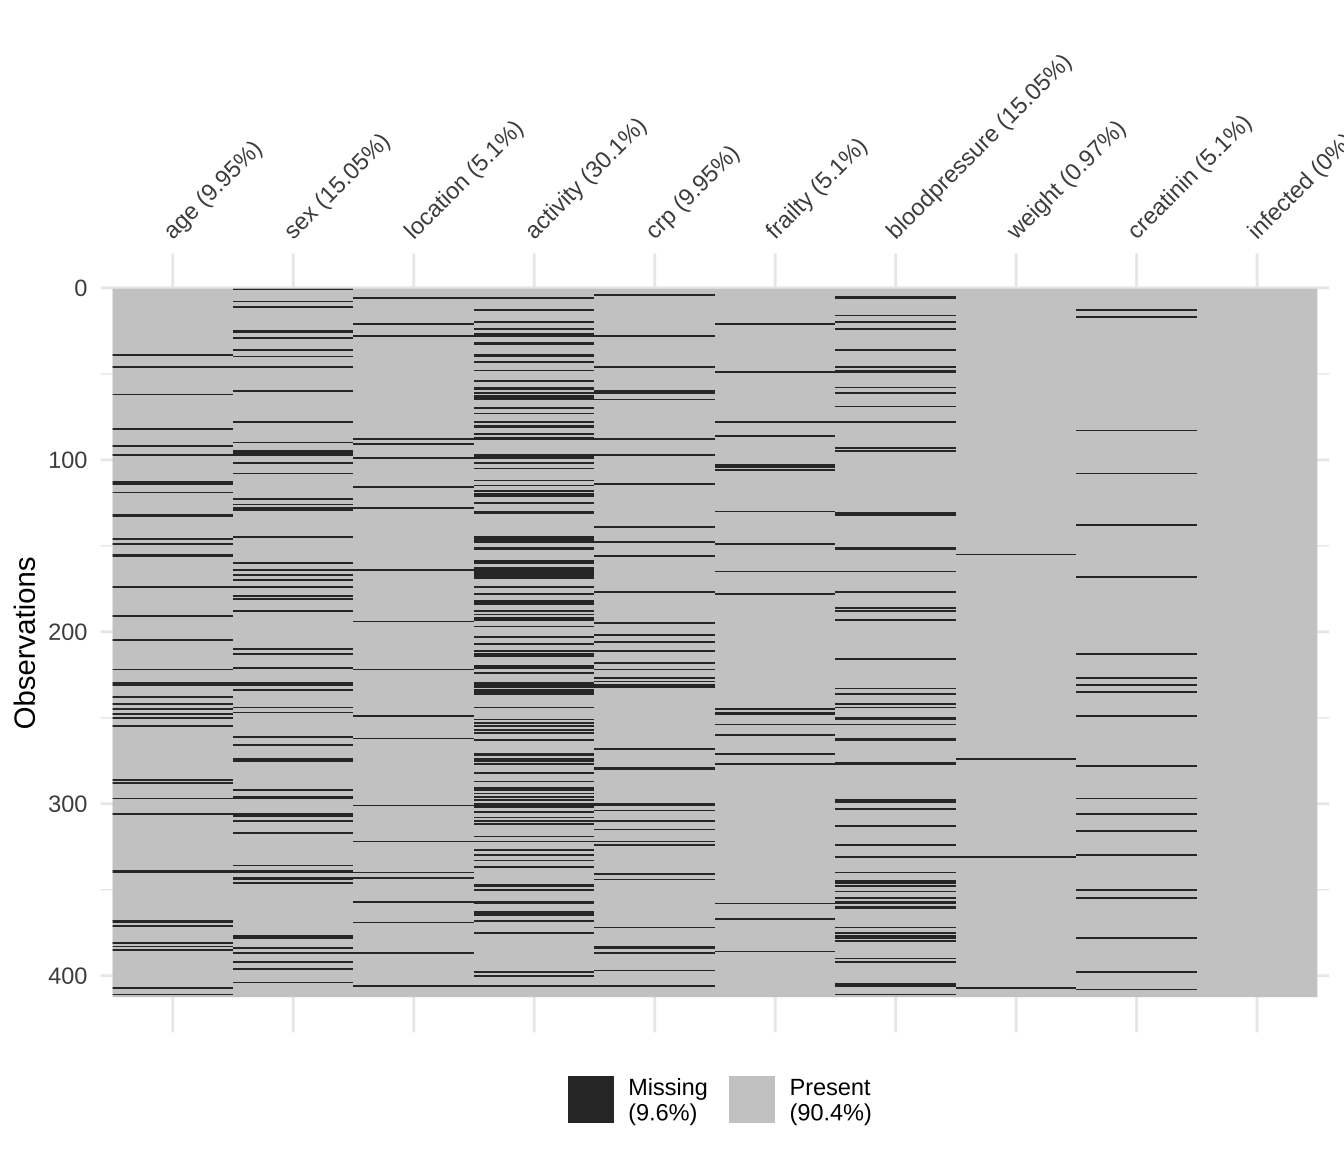 age (9.95%)
sex (15.05%)
location (5.1%)
activity (30.1%)
crp (9.95%)
frailty (5.1%)
bloodpressure (15.05%)
weight (0.97%)
creatinin (5.1%)
infected (0%
0
100
200
300
400
Observations
Missing
(9.6%)
Present
(90.4%)